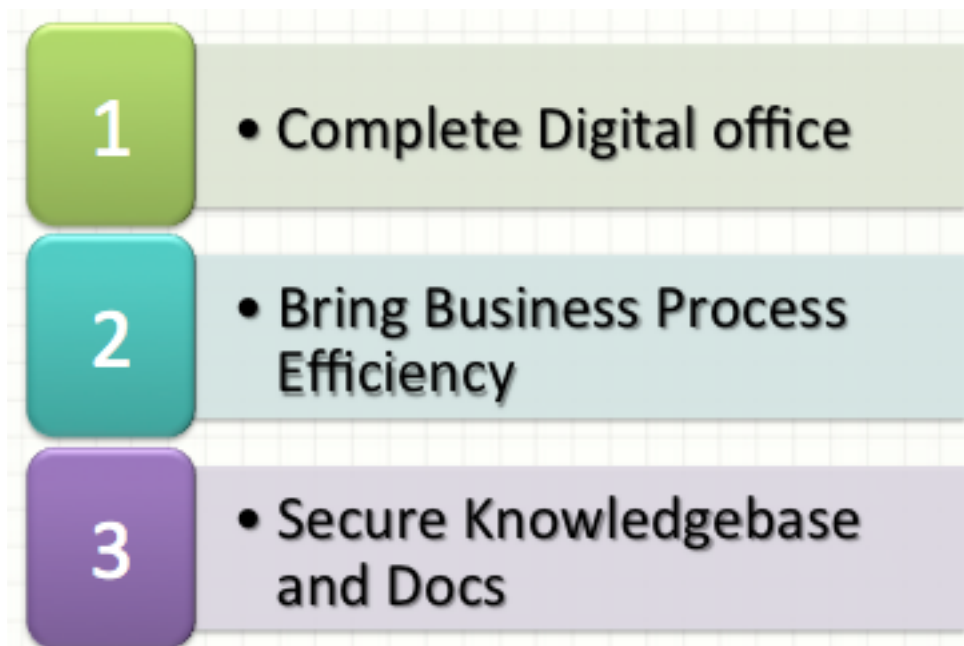 1
• Complete Digital office
2
• Bring Business Process
Efficiency
3
• Secure Knowledgebase
and Docs